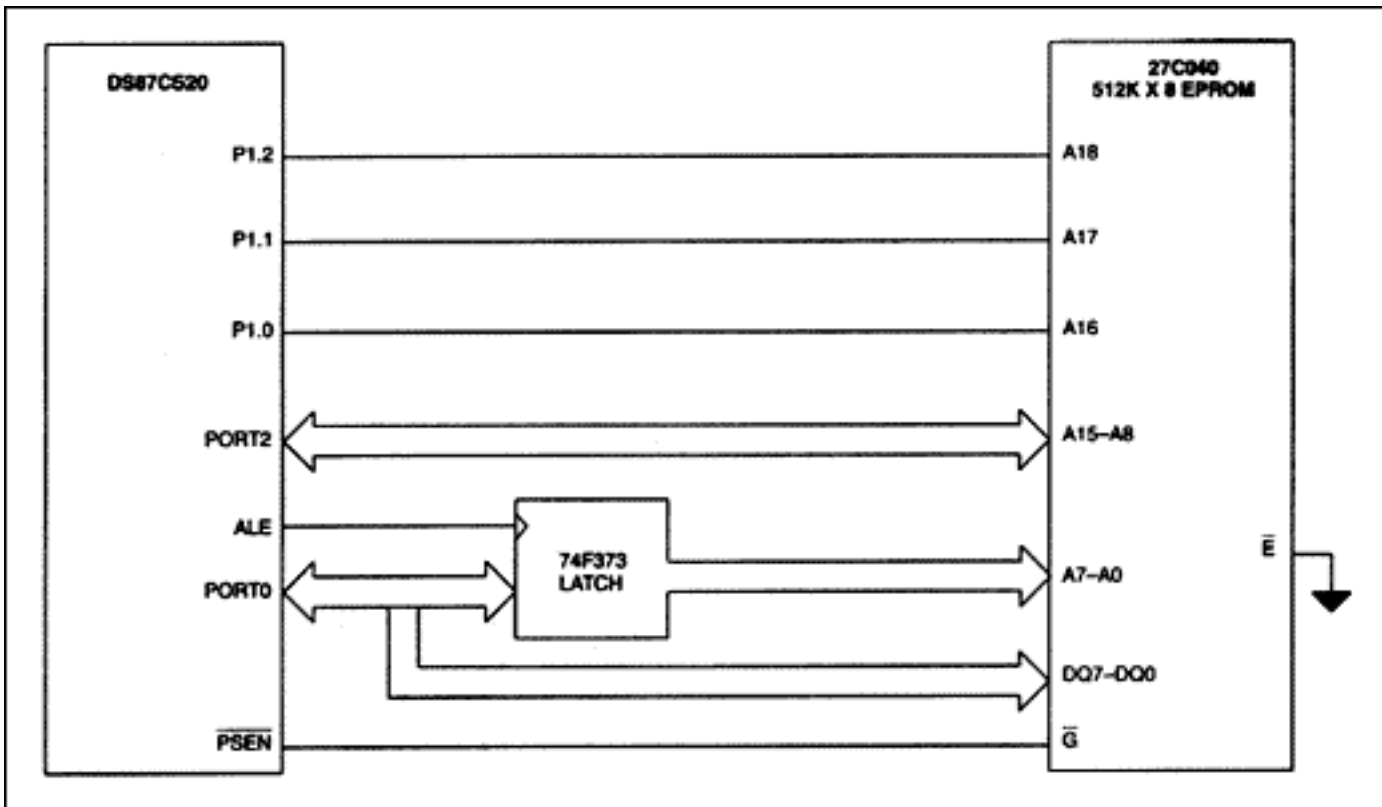 DS87C520
27C040
512K X 8 EPROM
P1.2
A18
P1.1
A17
P1.0
A16
PORT2
A15–A8
ALE
74F373
LATCH
E
PORT0
A7–A0
DQ7–DQ0
PSEN
G